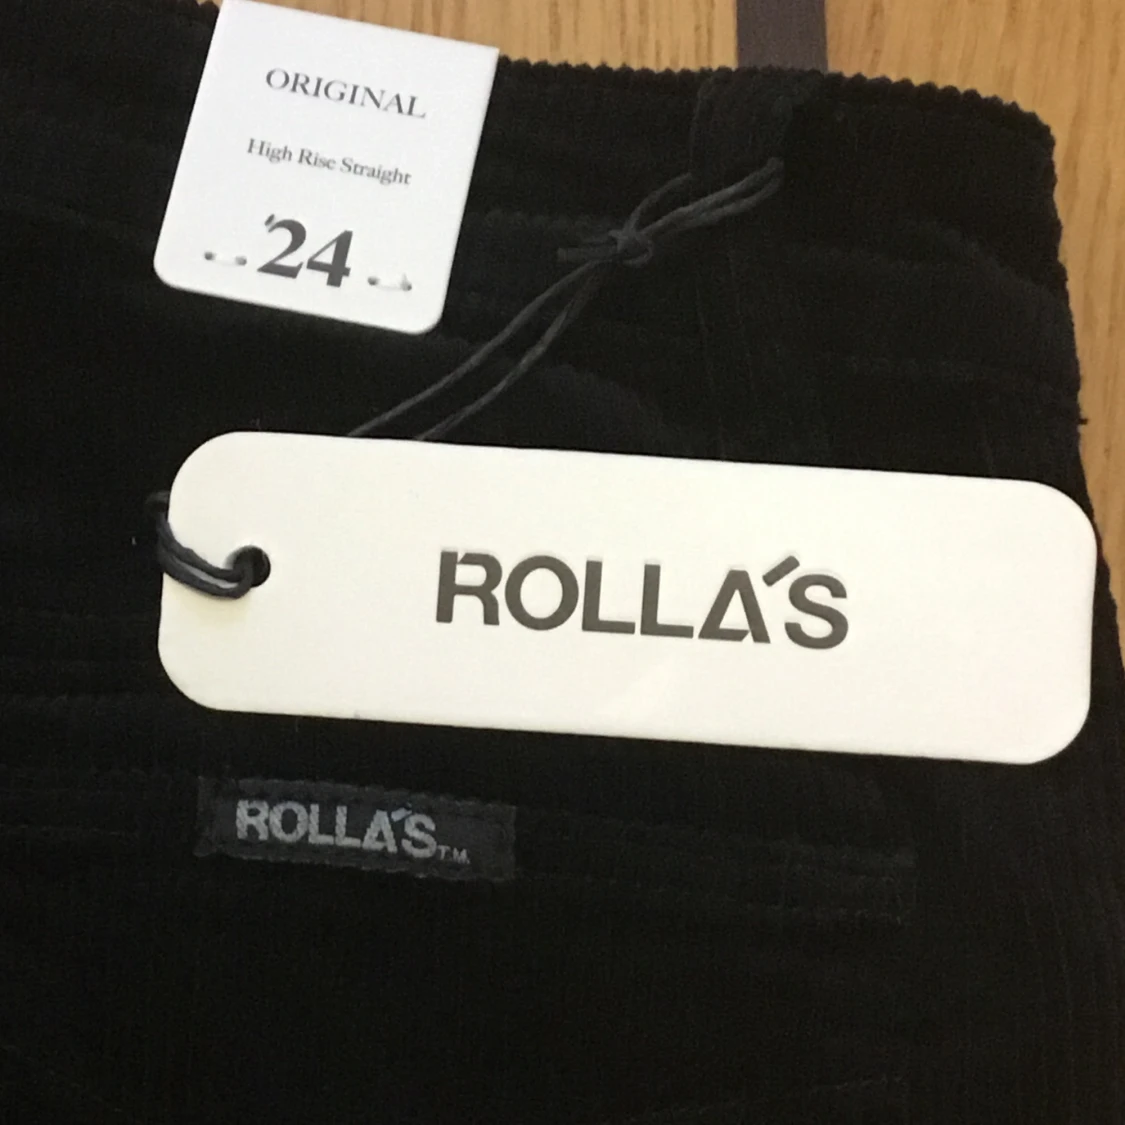 ORIGINAL
High Rise Straight
'24
ROLLA'S
ROLLA'S T.M.